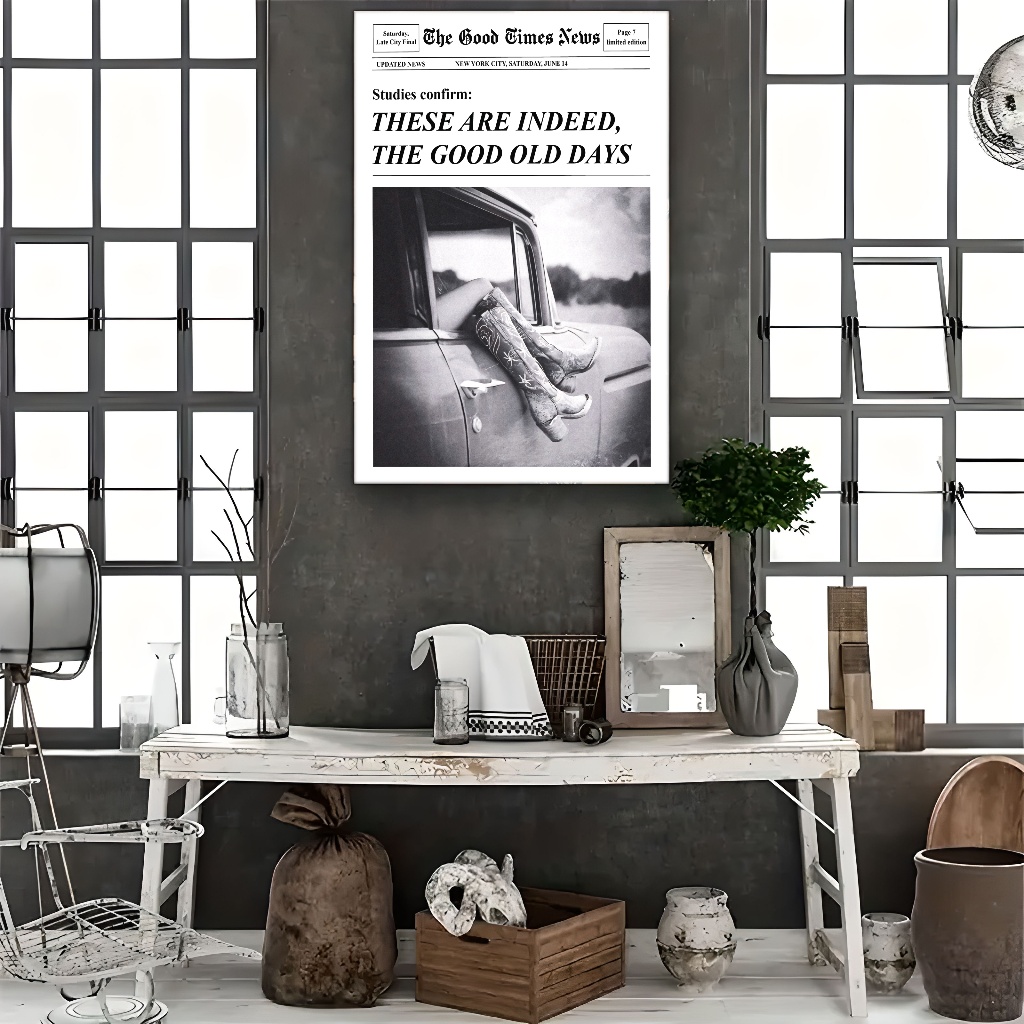 Saturday,
Late City Final
The Good Times News
Page 7
limited edition
UPDATED NEWS
NEW YORK CITY, SATURDAY, JUNE 14
Studies confirm:
THESE ARE INDEED,
THE GOOD OLD DAYS